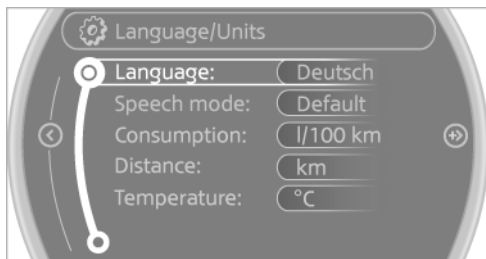 Language/Units
Language: Deutsch
Speech mode: Default
Consumption: l/100 km
Distance: km
Temperature: °C